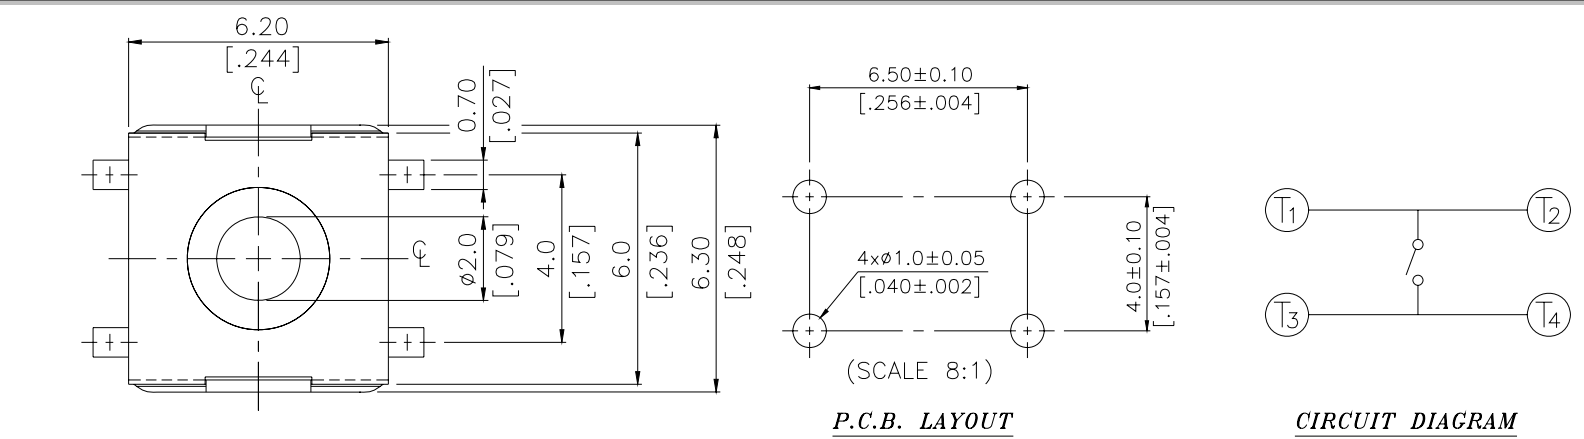 6.20
[.244]
℄
0.70
[.027]
℄
ø2.0
[.079]
4.0
[.157]
6.0
[.236]
6.30
[.248]
6.50±0.10
[.256±.004]
4xø1.0±0.05
[.040±.002]
4.0±0.10
[.157±.004]
(SCALE 8:1)
P.C.B. LAYOUT
T1
T2
T3
T4
CIRCUIT DIAGRAM